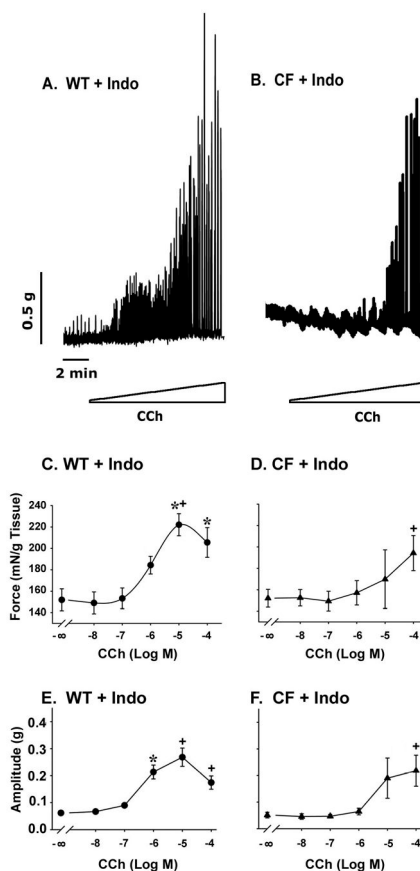 A. WT + Indo
B. CF + Indo
0.5 g
2 min
CCh
CCh
C. WT + Indo
D. CF + Indo
Force (mN/g Tissue)
240
220
200
180
160
140
*+
*
+
-∞ -8 -7 -6 -5 -4
-∞ -8 -7 -6 -5 -4
CCh (Log M)
CCh (Log M)
E. WT + Indo
F. CF + Indo
Amplitude (g)
0.4
0.3
0.2
0.1
0.0
*
+
+
+
-∞ -8 -7 -6 -5 -4
-∞ -8 -7 -6 -5 -4
CCh (Log M)
CCh (Log M)